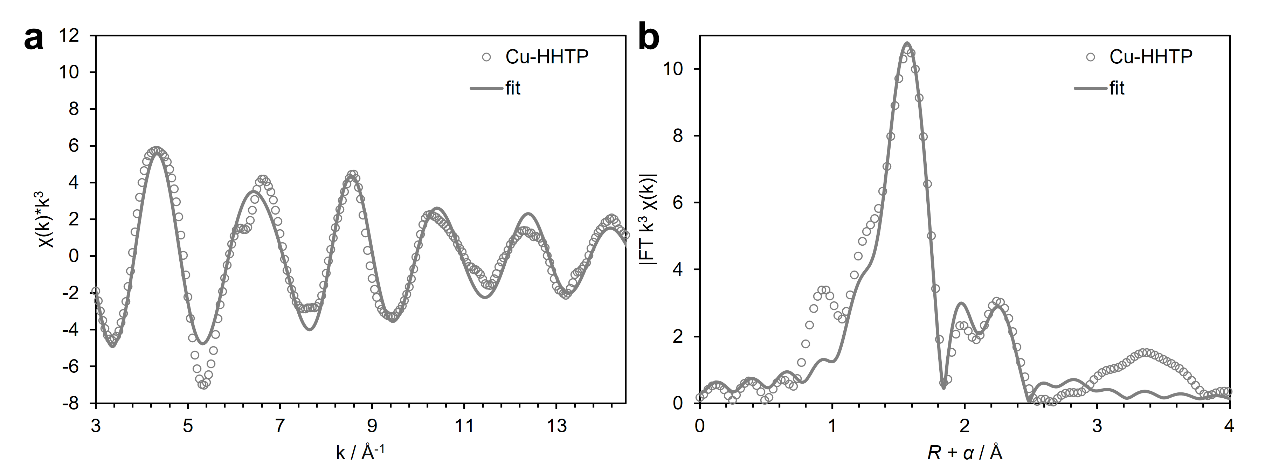 a
12
10
8
6
4
2
0
-2
-4
-6
-8
χ(k)*k³
3 5 7 9 11 13
k / Å⁻¹
Cu-HHTP
fit
b
10
8
6
4
2
0
|FT k³ χ(k)|
0 1 2 3 4
R + α / Å
Cu-HHTP
fit